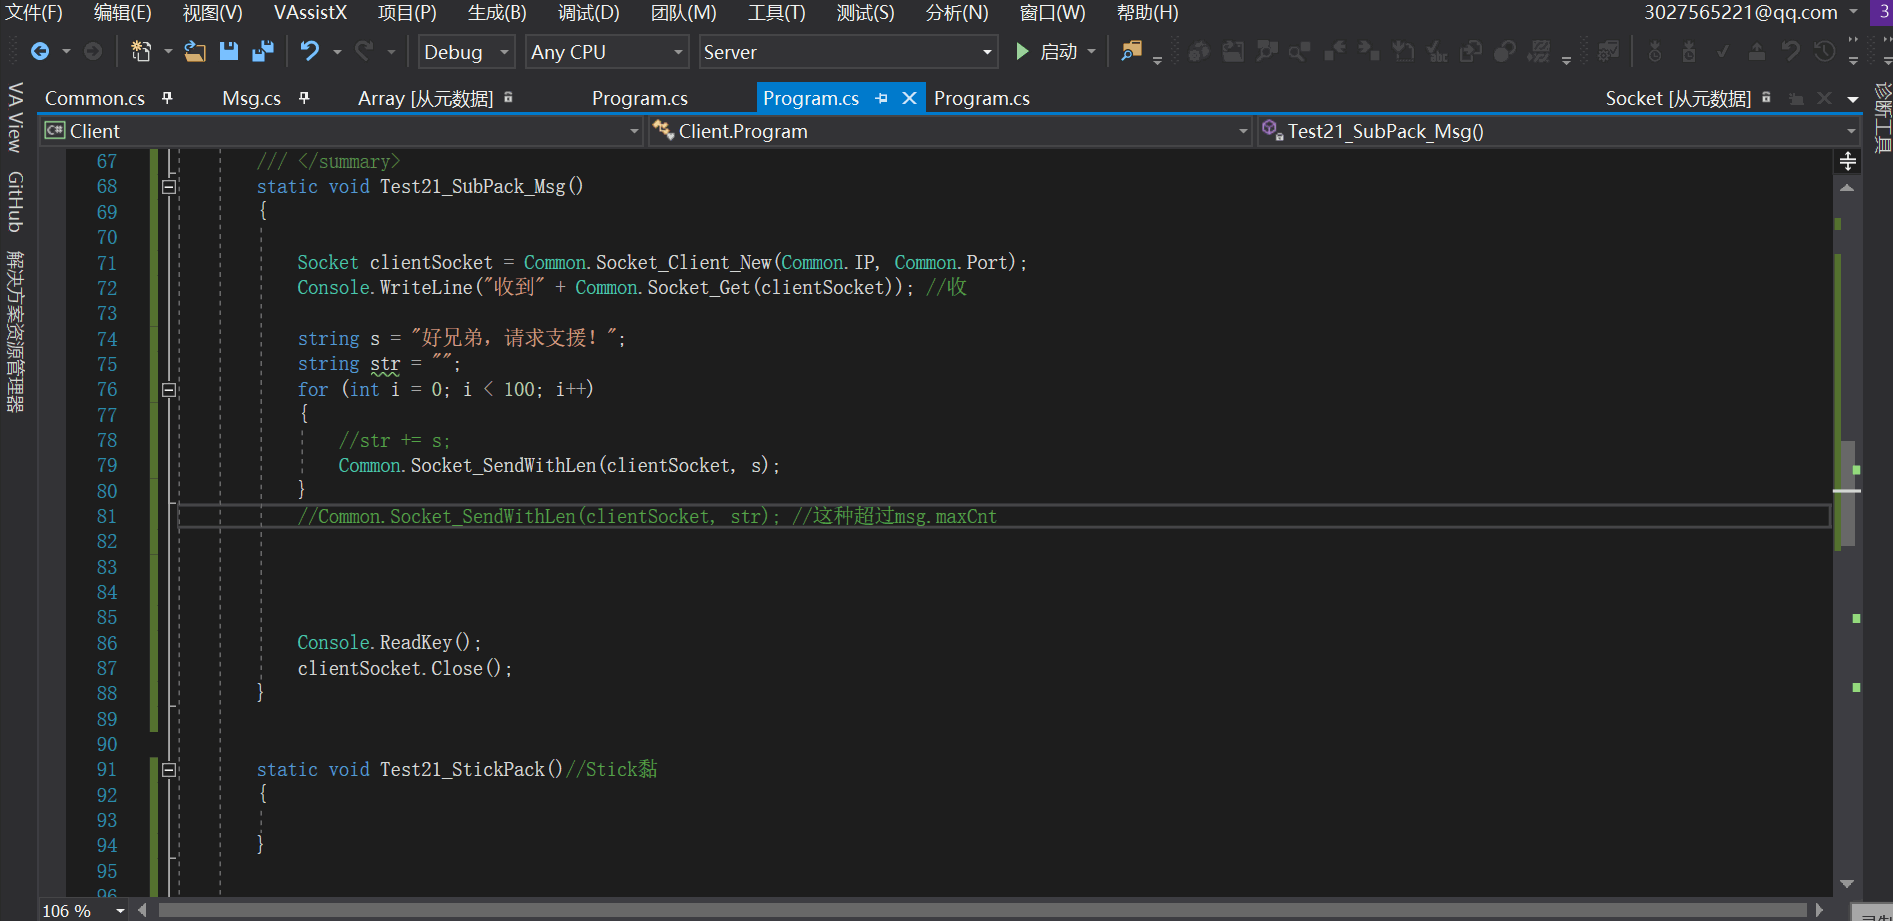 文件(F) 编辑(E) 视图(V) VAssistX 项目(P) 生成(B) 调试(D) 团队(M) 工具(T) 测试(S) 分析(N) 窗口(W) 帮助(H) 3027565221@qq.com 3
Debug Any CPU Server 启动
Common.cs Msg.cs Array [从元数据] Program.cs Program.cs Program.cs Socket [从元数据]
Client Client.Program Test21_SubPack_Msg()
VA View
GitHub
解决方案资源管理器
诊断工具
67 /// </summary>
68 static void Test21_SubPack_Msg()
69 {
70
71 Socket clientSocket = Common.Socket_Client_New(Common.IP, Common.Port);
72 Console.WriteLine("收到" + Common.Socket_Get(clientSocket)); //收
73
74 string s = "好兄弟，请求支援！";
75 string str = "";
76 for (int i = 0; i < 100; i++)
77 {
78 //str += s;
79 Common.Socket_SendWithLen(clientSocket, s);
80 }
81 //Common.Socket_SendWithLen(clientSocket, str); //这种超过msg.maxCnt
82
83
84
85
86 Console.ReadKey();
87 clientSocket.Close();
88 }
89
90
91 static void Test21_StickPack()//Stick黏
92 {
93
94 }
95
96
106 %